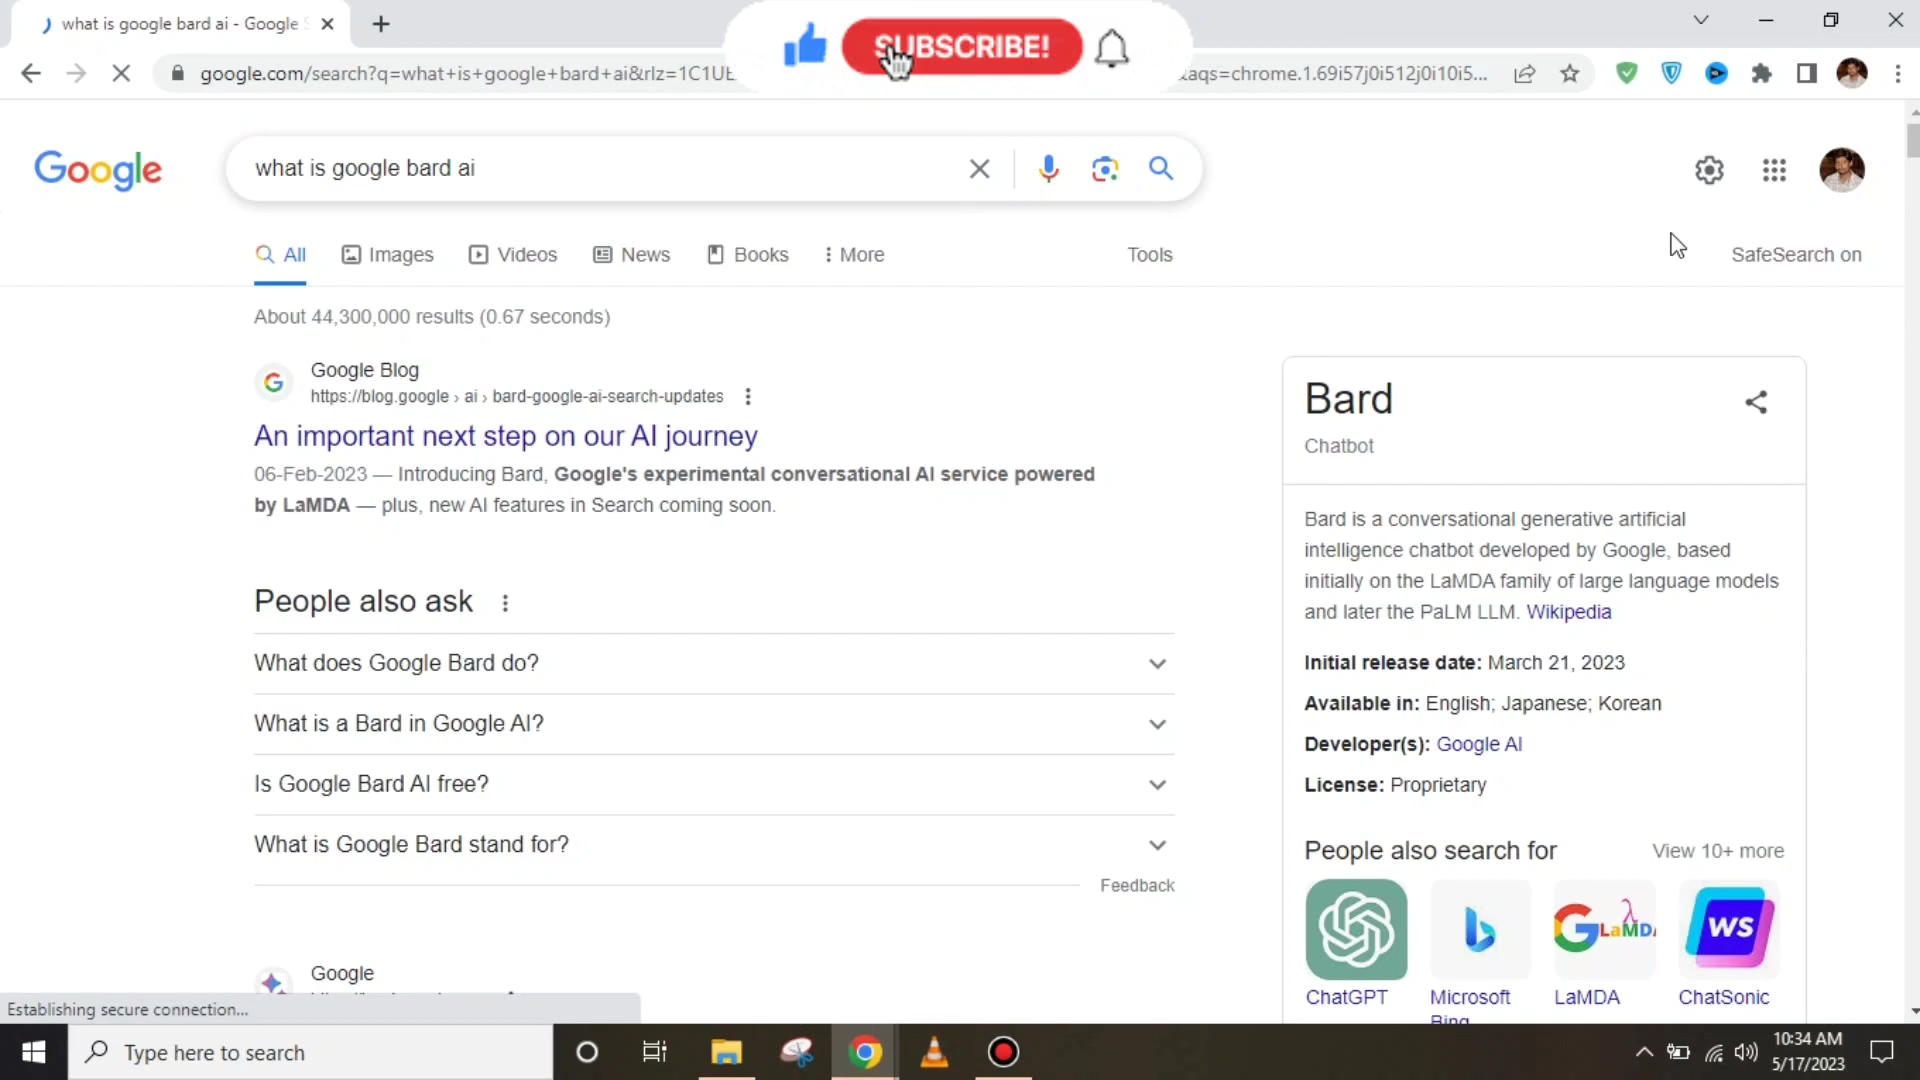 what is google bard ai - Google S
SUBSCRIBE!
google.com/search?q=what+is+google+bard+ai&rlz=1C1UE
&aqs=chrome.1.69i57j0i512j0i10i5...
Google
what is google bard ai
All
Images
Videos
News
Books
More
Tools
SafeSearch on
About 44,300,000 results (0.67 seconds)
Google Blog
https://blog.google › ai › bard-google-ai-search-updates
An important next step on our AI journey
06-Feb-2023 — Introducing Bard, Google's experimental conversational AI service powered
by LaMDA — plus, new AI features in Search coming soon.
People also ask
What does Google Bard do?
What is a Bard in Google AI?
Is Google Bard AI free?
What is Google Bard stand for?
Feedback
Google
Bard
Chatbot
Bard is a conversational generative artificial
intelligence chatbot developed by Google, based
initially on the LaMDA family of large language models
and later the PaLM LLM. Wikipedia
Initial release date: March 21, 2023
Available in: English; Japanese; Korean
Developer(s): Google AI
License: Proprietary
People also search for
View 10+ more
LaMDA
WS
ChatGPT
Microsoft
Bing
LaMDA
ChatSonic
Establishing secure connection...
Type here to search
10:34 AM
5/17/2023